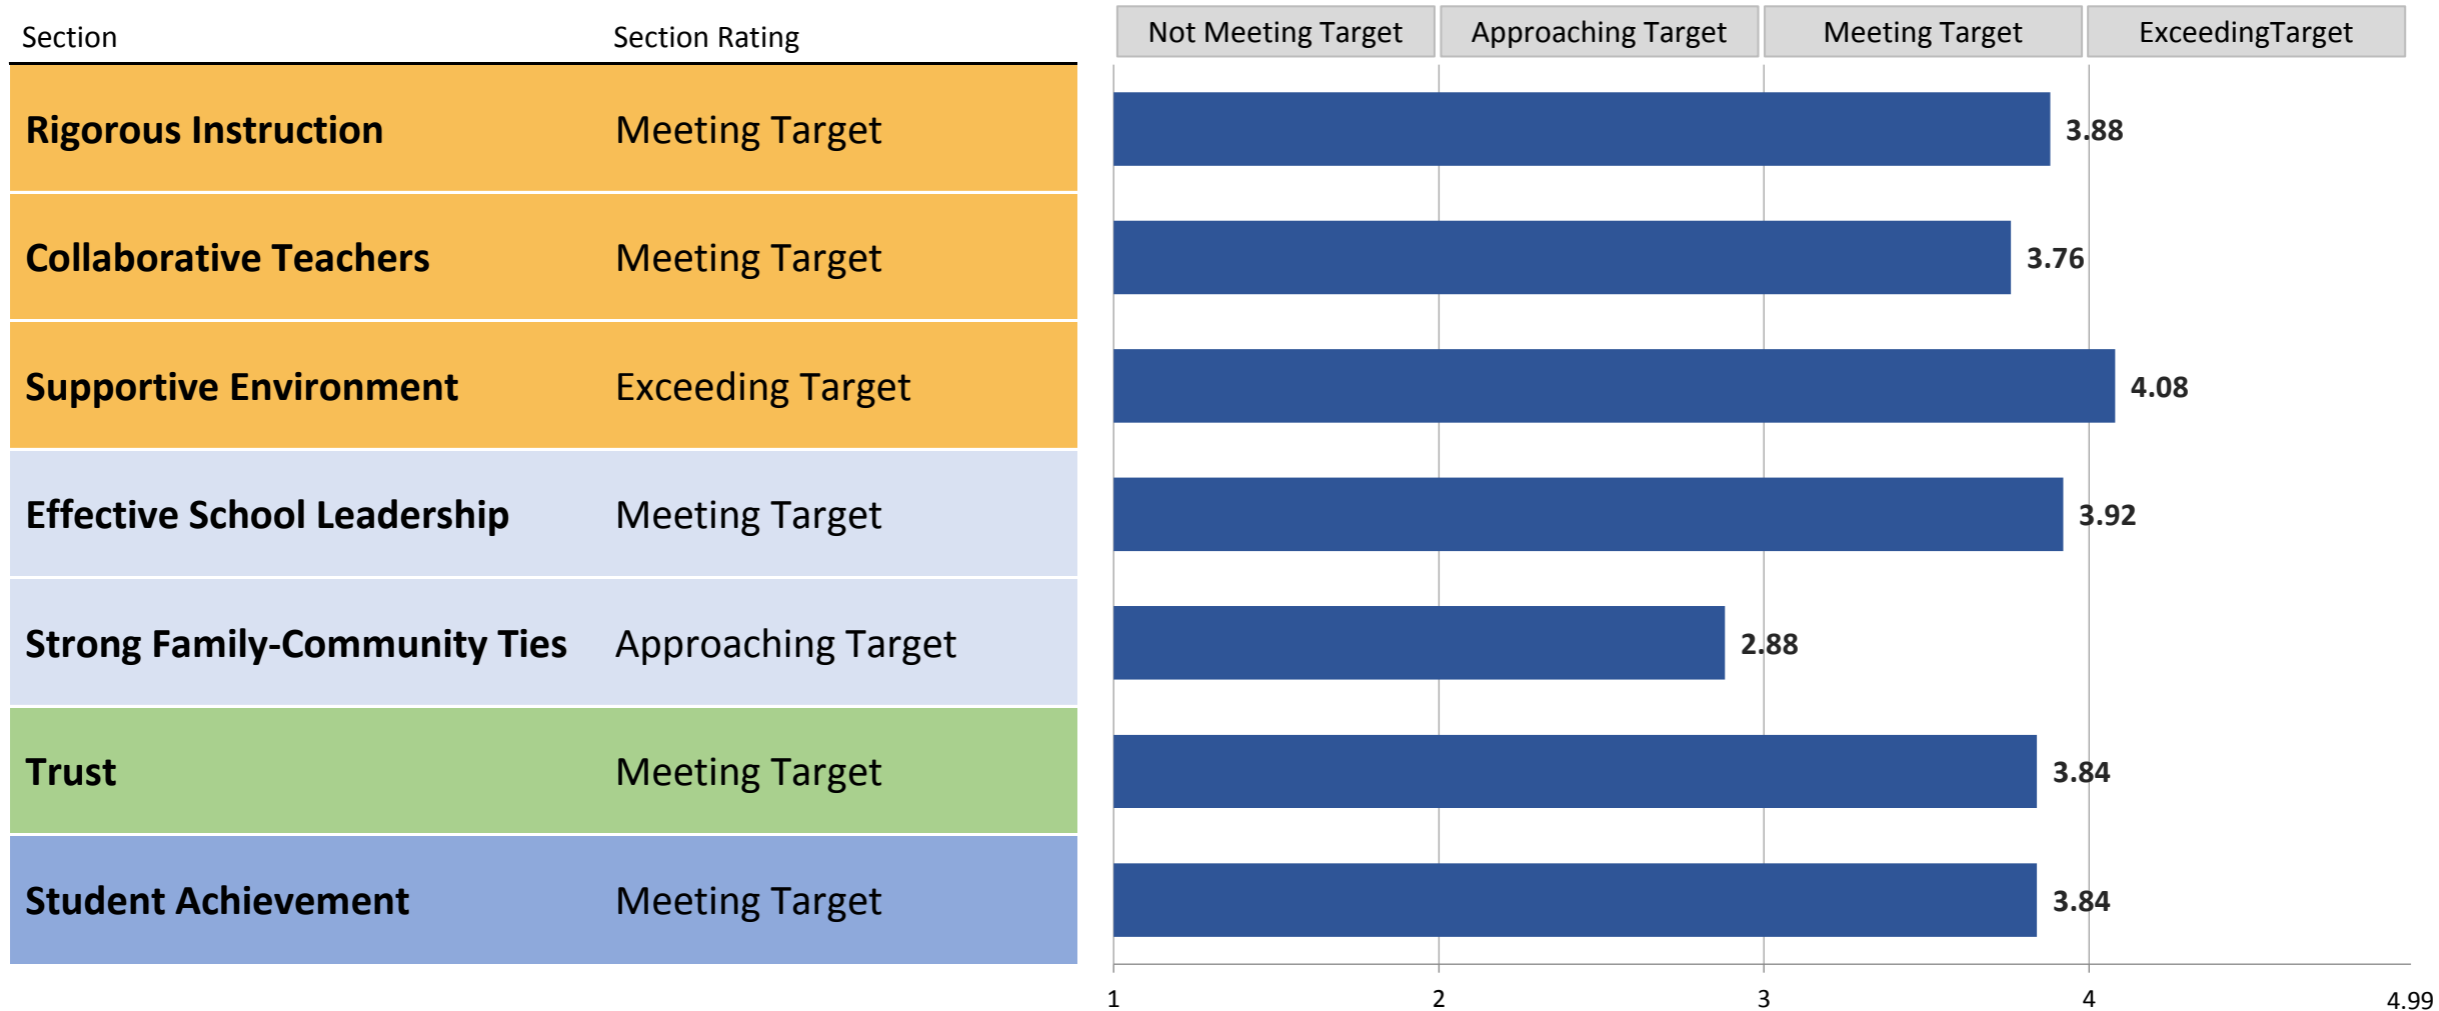 Section Section Rating Not Meeting Target Approaching Target Meeting Target ExceedingTarget
Rigorous Instruction Meeting Target 3.88
Collaborative Teachers Meeting Target 3.76
Supportive Environment Exceeding Target 4.08
Effective School Leadership Meeting Target 3.92
Strong Family-Community Ties Approaching Target 2.88
Trust Meeting Target 3.84
Student Achievement Meeting Target 3.84
1 2 3 4 4.99